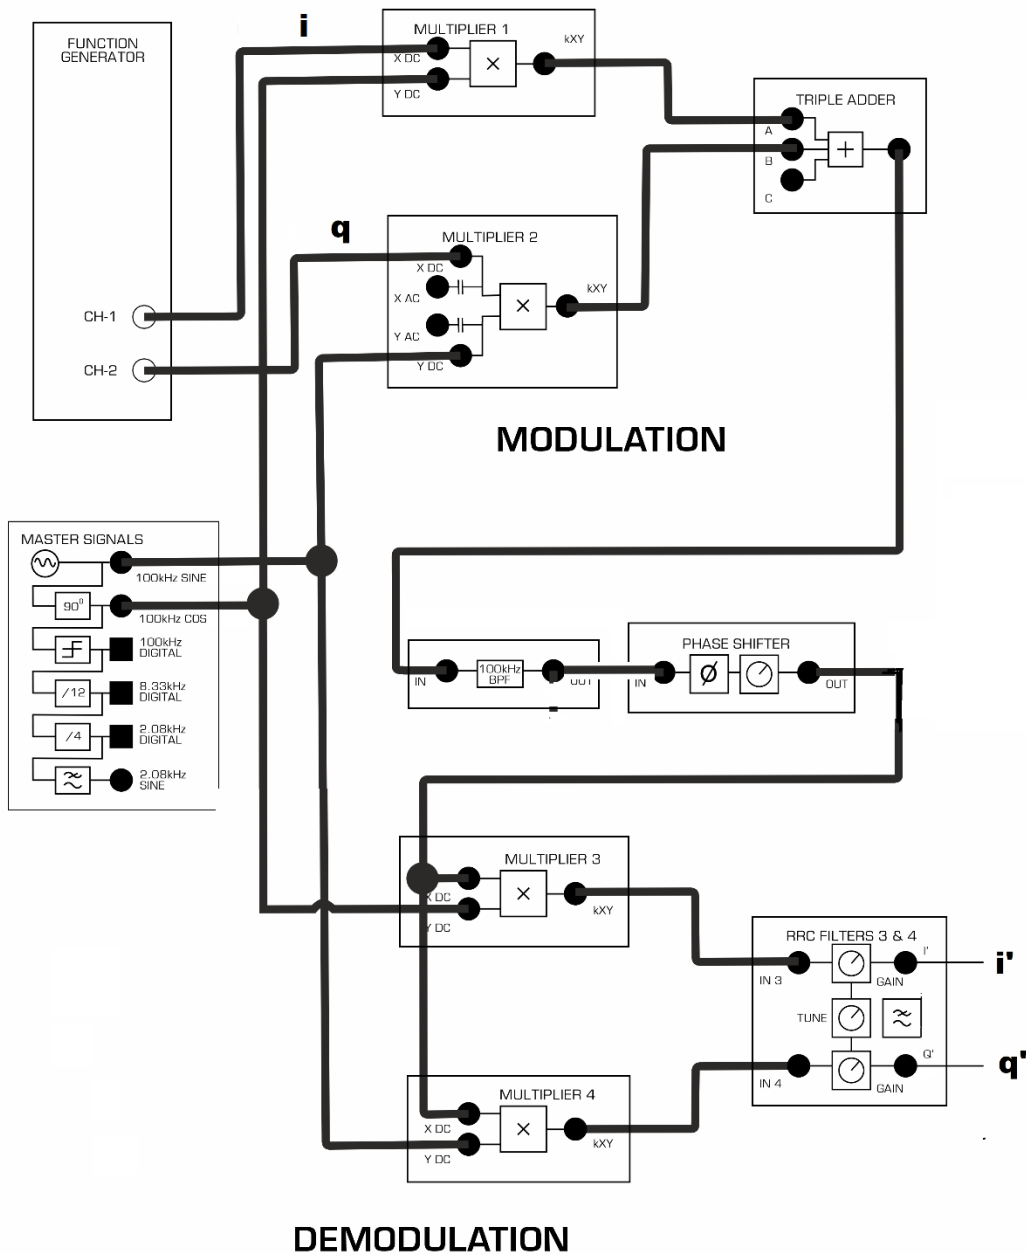 i
FUNCTION
GENERATOR
CH-1
CH-2
MULTIPLIER 1
X DC
Y DC
×
kXY
TRIPLE ADDER
A
B
C
+
q
MULTIPLIER 2
X DC
X AC
Y AC
Y DC
×
kXY
MODULATION
MASTER SIGNALS
100kHz SINE
90⁰
100kHz COS
100kHz
DIGITAL
/12
8.33kHz
DIGITAL
/4
2.08kHz
DIGITAL
2.08kHz
SINE
IN
100kHz
BPF
OUT
PHASE SHIFTER
IN
Ø
OUT
MULTIPLIER 3
X DC
Y DC
×
kXY
RRC FILTERS 3 & 4
IN 3
GAIN
I'
i'
TUNE
IN 4
GAIN
Q'
q'
MULTIPLIER 4
X DC
Y DC
×
kXY
DEMODULATION